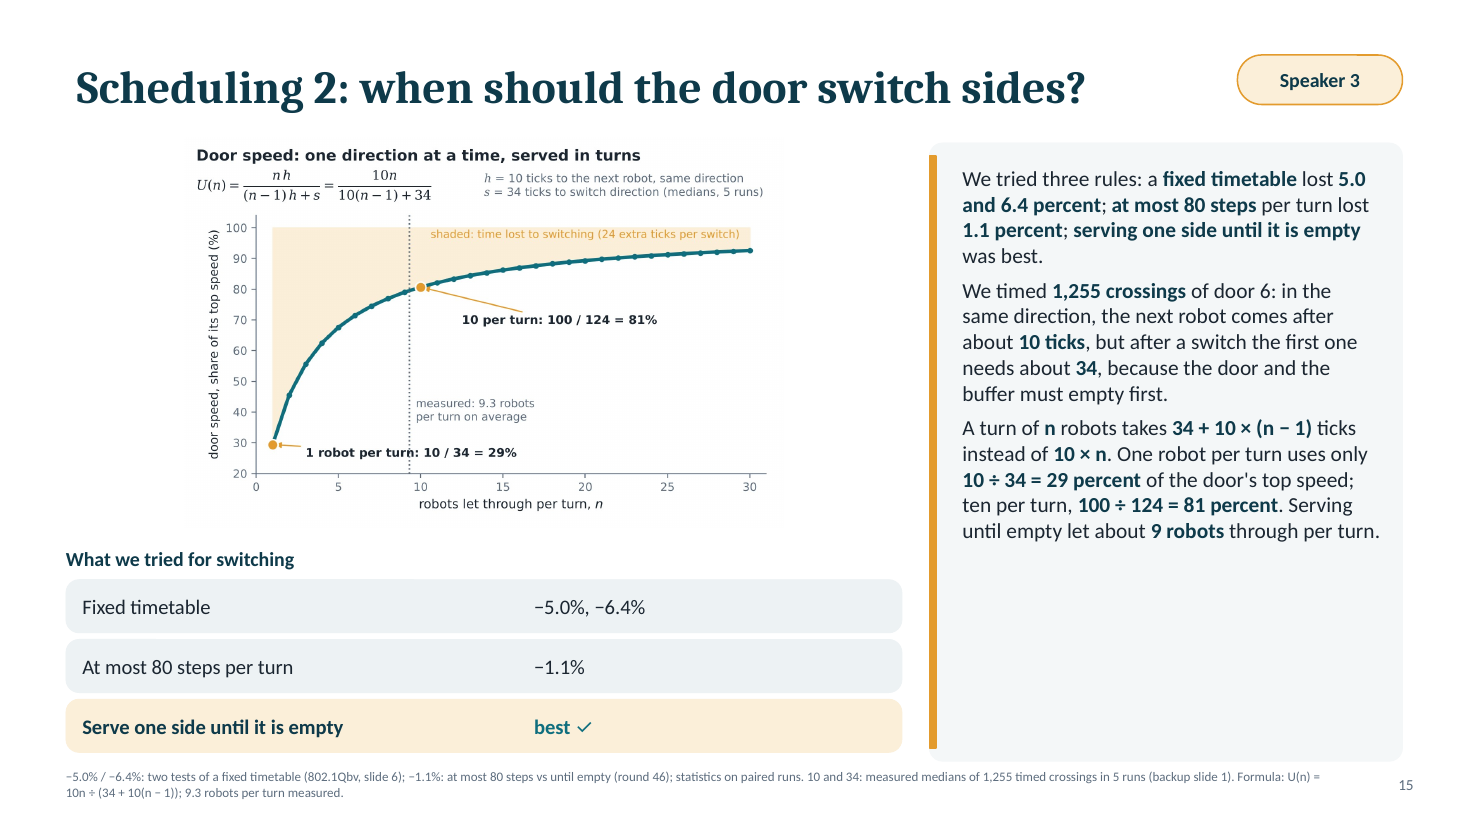 Scheduling 2: when should the door switch sides?
Speaker 3
Door speed: one direction at a time, served in turns
U(n) = n h / ((n − 1) h + s) = 10n / (10(n − 1) + 34)
h = 10 ticks to the next robot, same direction
s = 34 ticks to switch direction (medians, 5 runs)
shaded: time lost to switching (24 extra ticks per switch)
door speed, share of its top speed (%)
100
90
80
70
60
50
40
30
20
10 per turn: 100 / 124 = 81%
measured: 9.3 robots
per turn on average
1 robot per turn: 10 / 34 = 29%
0 5 10 15 20 25 30
robots let through per turn, n
What we tried for switching
Fixed timetable −5.0%, −6.4%
At most 80 steps per turn −1.1%
Serve one side until it is empty best ✓
We tried three rules: a fixed timetable lost 5.0
and 6.4 percent; at most 80 steps per turn lost
1.1 percent; serving one side until it is empty
was best.
We timed 1,255 crossings of door 6: in the
same direction, the next robot comes after
about 10 ticks, but after a switch the first one
needs about 34, because the door and the
buffer must empty first.
A turn of n robots takes 34 + 10 × (n − 1) ticks
instead of 10 × n. One robot per turn uses only
10 ÷ 34 = 29 percent of the door's top speed;
ten per turn, 100 ÷ 124 = 81 percent. Serving
until empty let about 9 robots through per turn.
−5.0% / −6.4%: two tests of a fixed timetable (802.1Qbv, slide 6); −1.1%: at most 80 steps vs until empty (round 46); statistics on paired runs. 10 and 34: measured medians of 1,255 timed crossings in 5 runs (backup slide 1). Formula: U(n) =
10n ÷ (34 + 10(n − 1)); 9.3 robots per turn measured.
15